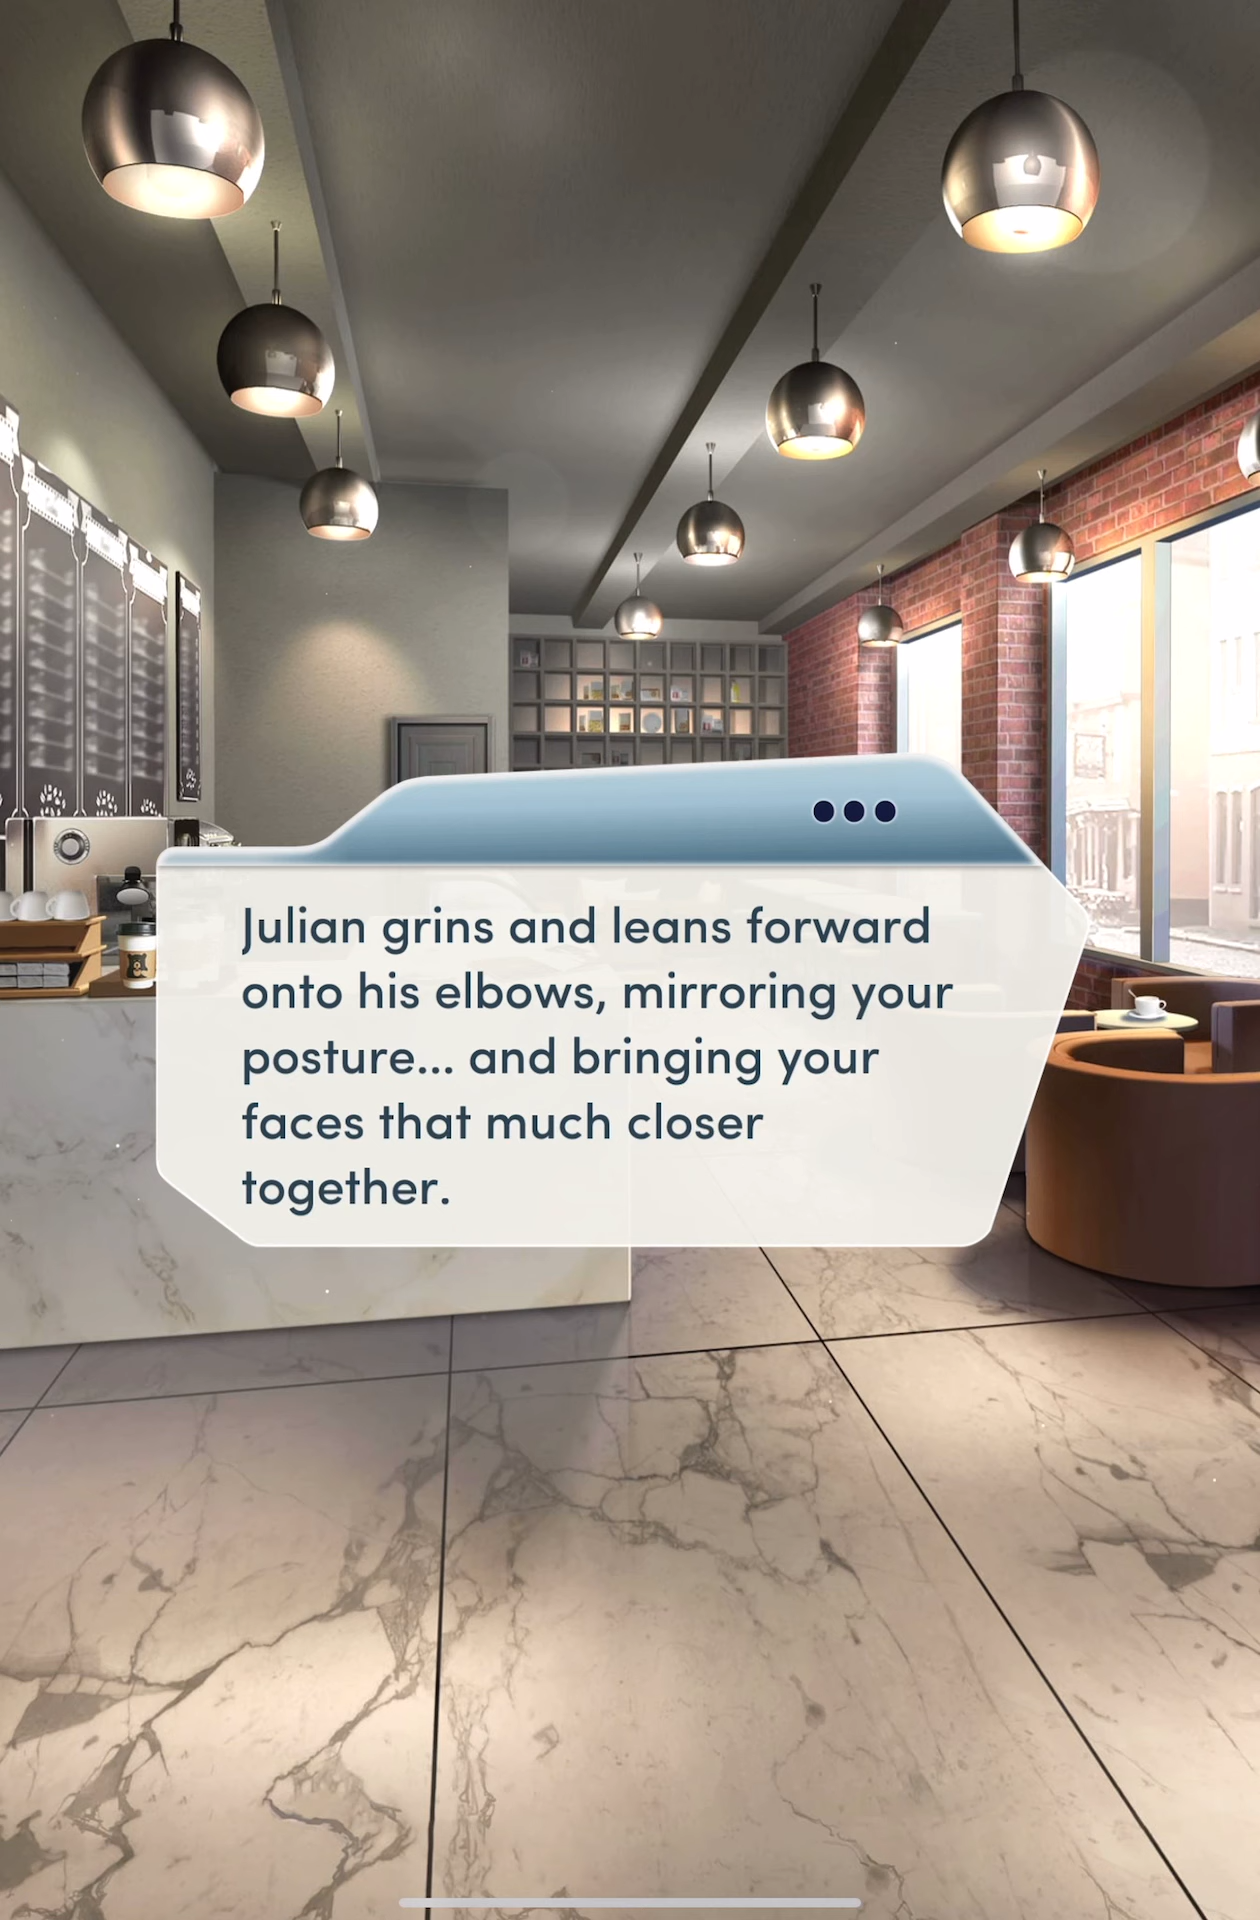 Julian grins and leans forward
onto his elbows, mirroring your
posture... and bringing your
faces that much closer
together.